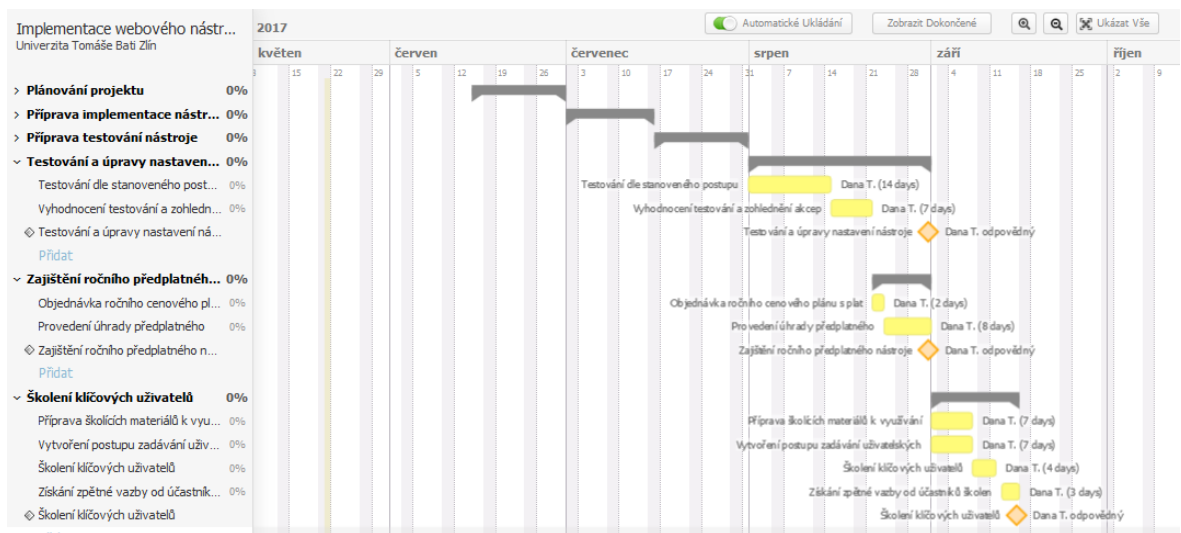 Implementace webového nástr...
Univerzita Tomáše Bati Zlín
2017
Automatické Ukládání
Zobrazit Dokončené
Ukázat Vše
květen červen červenec srpen září říjen
15 22 29 5 12 19 26 3 10 17 24 31 7 14 21 28 4 11 18 25 2 9
Plánování projektu 0%
Příprava implementace nástr... 0%
Příprava testování nástroje 0%
Testování a úpravy nastaven... 0%
Testování dle stanoveného post... 0% Testování dle stanoveného postupu Dana T. (14 days)
Vyhodnocení testování a zohledn... 0% Vyhodnocení testování a zohlednění akcep Dana T. (7 days)
Testování a úpravy nastavení ná... Testování a úpravy nastavení nástroje Dana T. odpovědný
Přidat
Zajištění ročního předplatnéh... 0%
Objednávka ročního cenového pl... 0% Objednávka ročního cenového plánu s plat Dana T. (2 days)
Provedení úhrady předplatného 0% Provedení úhrady předplatného Dana T. (8 days)
Zajištění ročního předplatného n... Zajištění ročního předplatného nástroje Dana T. odpovědný
Přidat
Školení klíčových uživatelů 0%
Příprava školících materiálů k vyu... 0% Příprava školících materiálů k využívání Dana T. (7 days)
Vytvoření postupu zadávání uživ... 0% Vytvoření postupu zadávání uživatelských Dana T. (7 days)
Školení klíčových uživatelů 0% Školení klíčových uživatelů Dana T. (4 days)
Získání zpětné vazby od účastník... 0% Získání zpětné vazby od účastníků školen Dana T. (3 days)
Školení klíčových uživatelů Školení klíčových uživatelů Dana T. odpovědný